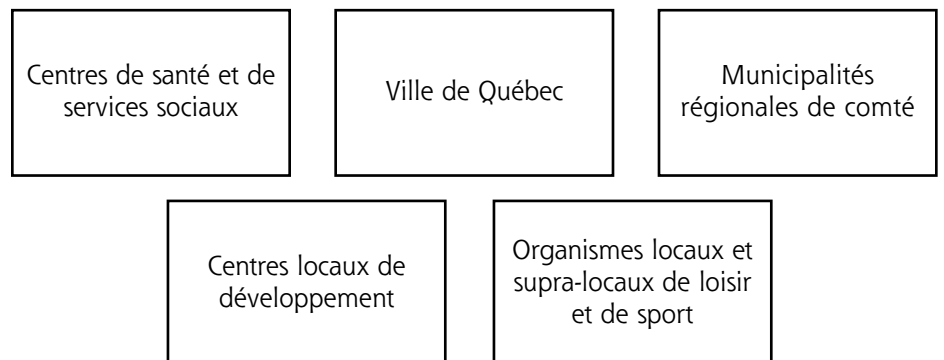 Centres de santé et de
services sociaux
Ville de Québec
Municipalités
régionales de comté
Centres locaux de
développement
Organismes locaux et
supra-locaux de loisir
et de sport